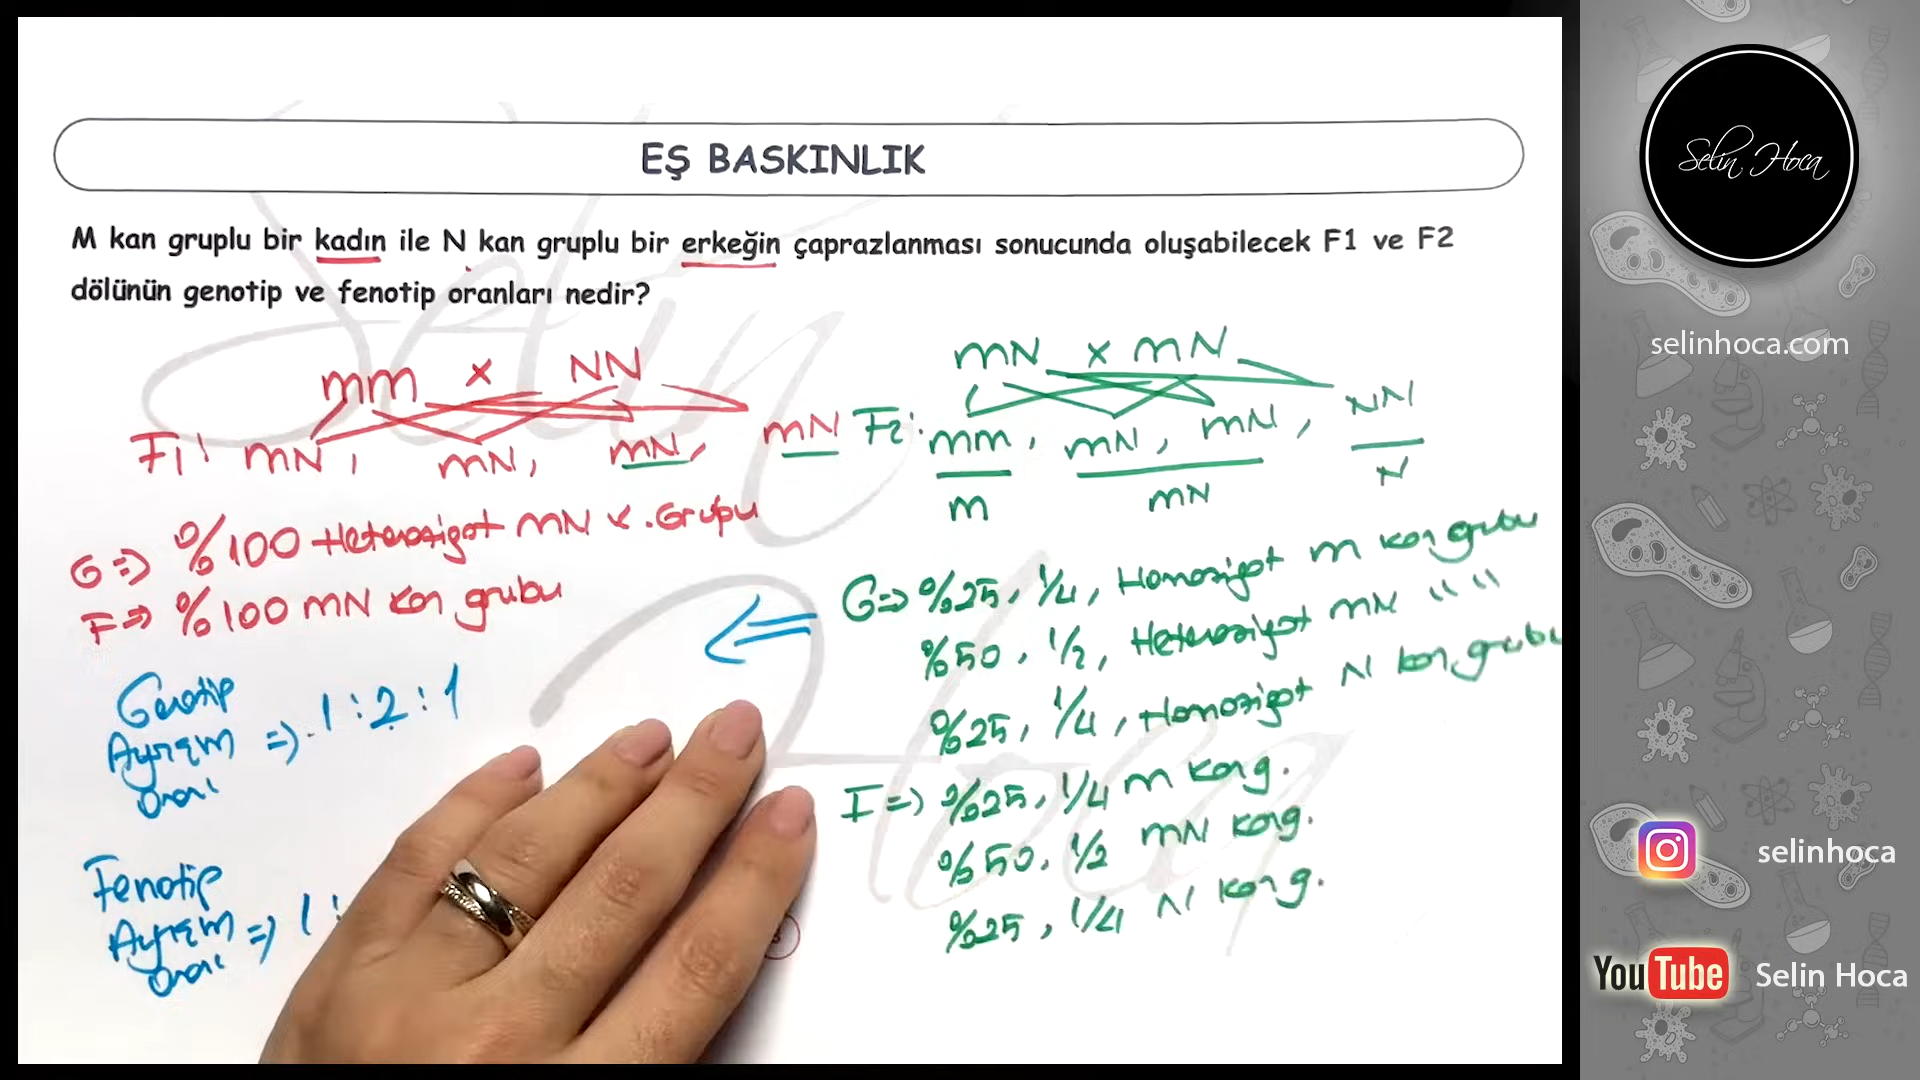 EŞ BASKINLIK
M kan gruplu bir kadın ile N kan gruplu bir erkeğin çaprazlanması sonucunda oluşabilecek F1 ve F2
dölünün genotip ve fenotip oranları nedir?
mm x NN
F1: mN, mN, mN, mN
G => %100 Heterozigot mN K. Grubu
F => %100 mN kan grubu
Genotip
Ayrışım => 1 : 2 : 1
Oranı
Fenotip
Ayrışım => 1 :
Oranı
mN x mN
F2: mm, mN, mN, NN
m mN N
G => %25, 1/4, Homozigot m kan grubu
%50, 1/2, Heterozigot mN " "
%25, 1/4, Homozigot N kan grubu
F => %25, 1/4 m kan g.
%50, 1/2 mN kan g.
%25, 1/4 N kan g.
Selin Hoca
selinhoca.com
selinhoca
YouTube Selin Hoca